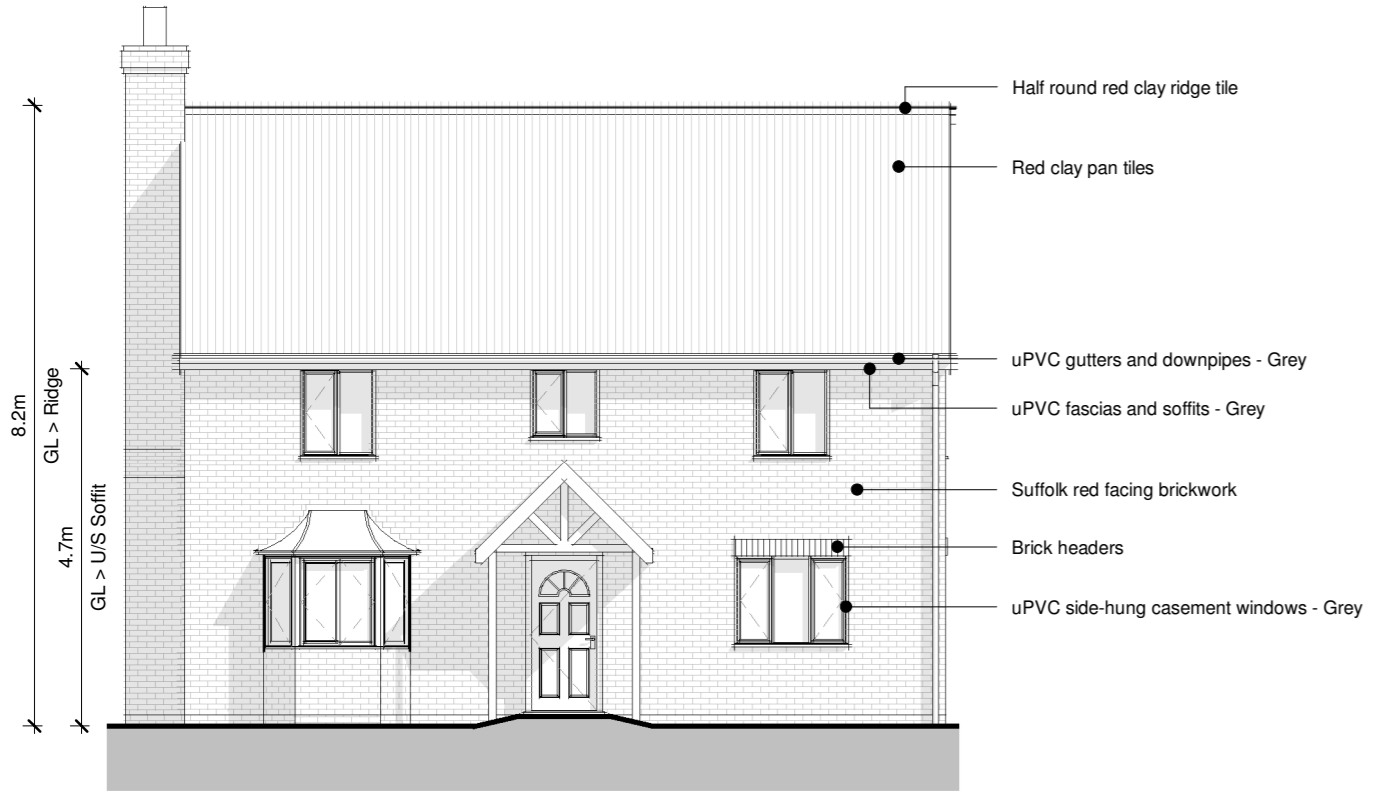 Half round red clay ridge tile
Red clay pan tiles
uPVC gutters and downpipes - Grey
uPVC fascias and soffits - Grey
Suffolk red facing brickwork
Brick headers
uPVC side-hung casement windows - Grey
8.2m
GL > Ridge
4.7m
GL > U/S Soffit